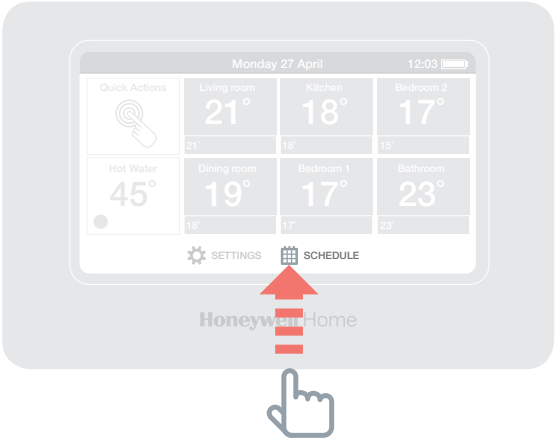 Monday 27 April 12:03
Quick Actions
Living room
21°
21°
Kitchen
18°
18°
Bedroom 2
17°
15°
Hot Water
45°
Dining room
19°
18°
Bedroom 1
17°
17°
Bathroom
23°
23°
SETTINGS
SCHEDULE
Honeywell Home